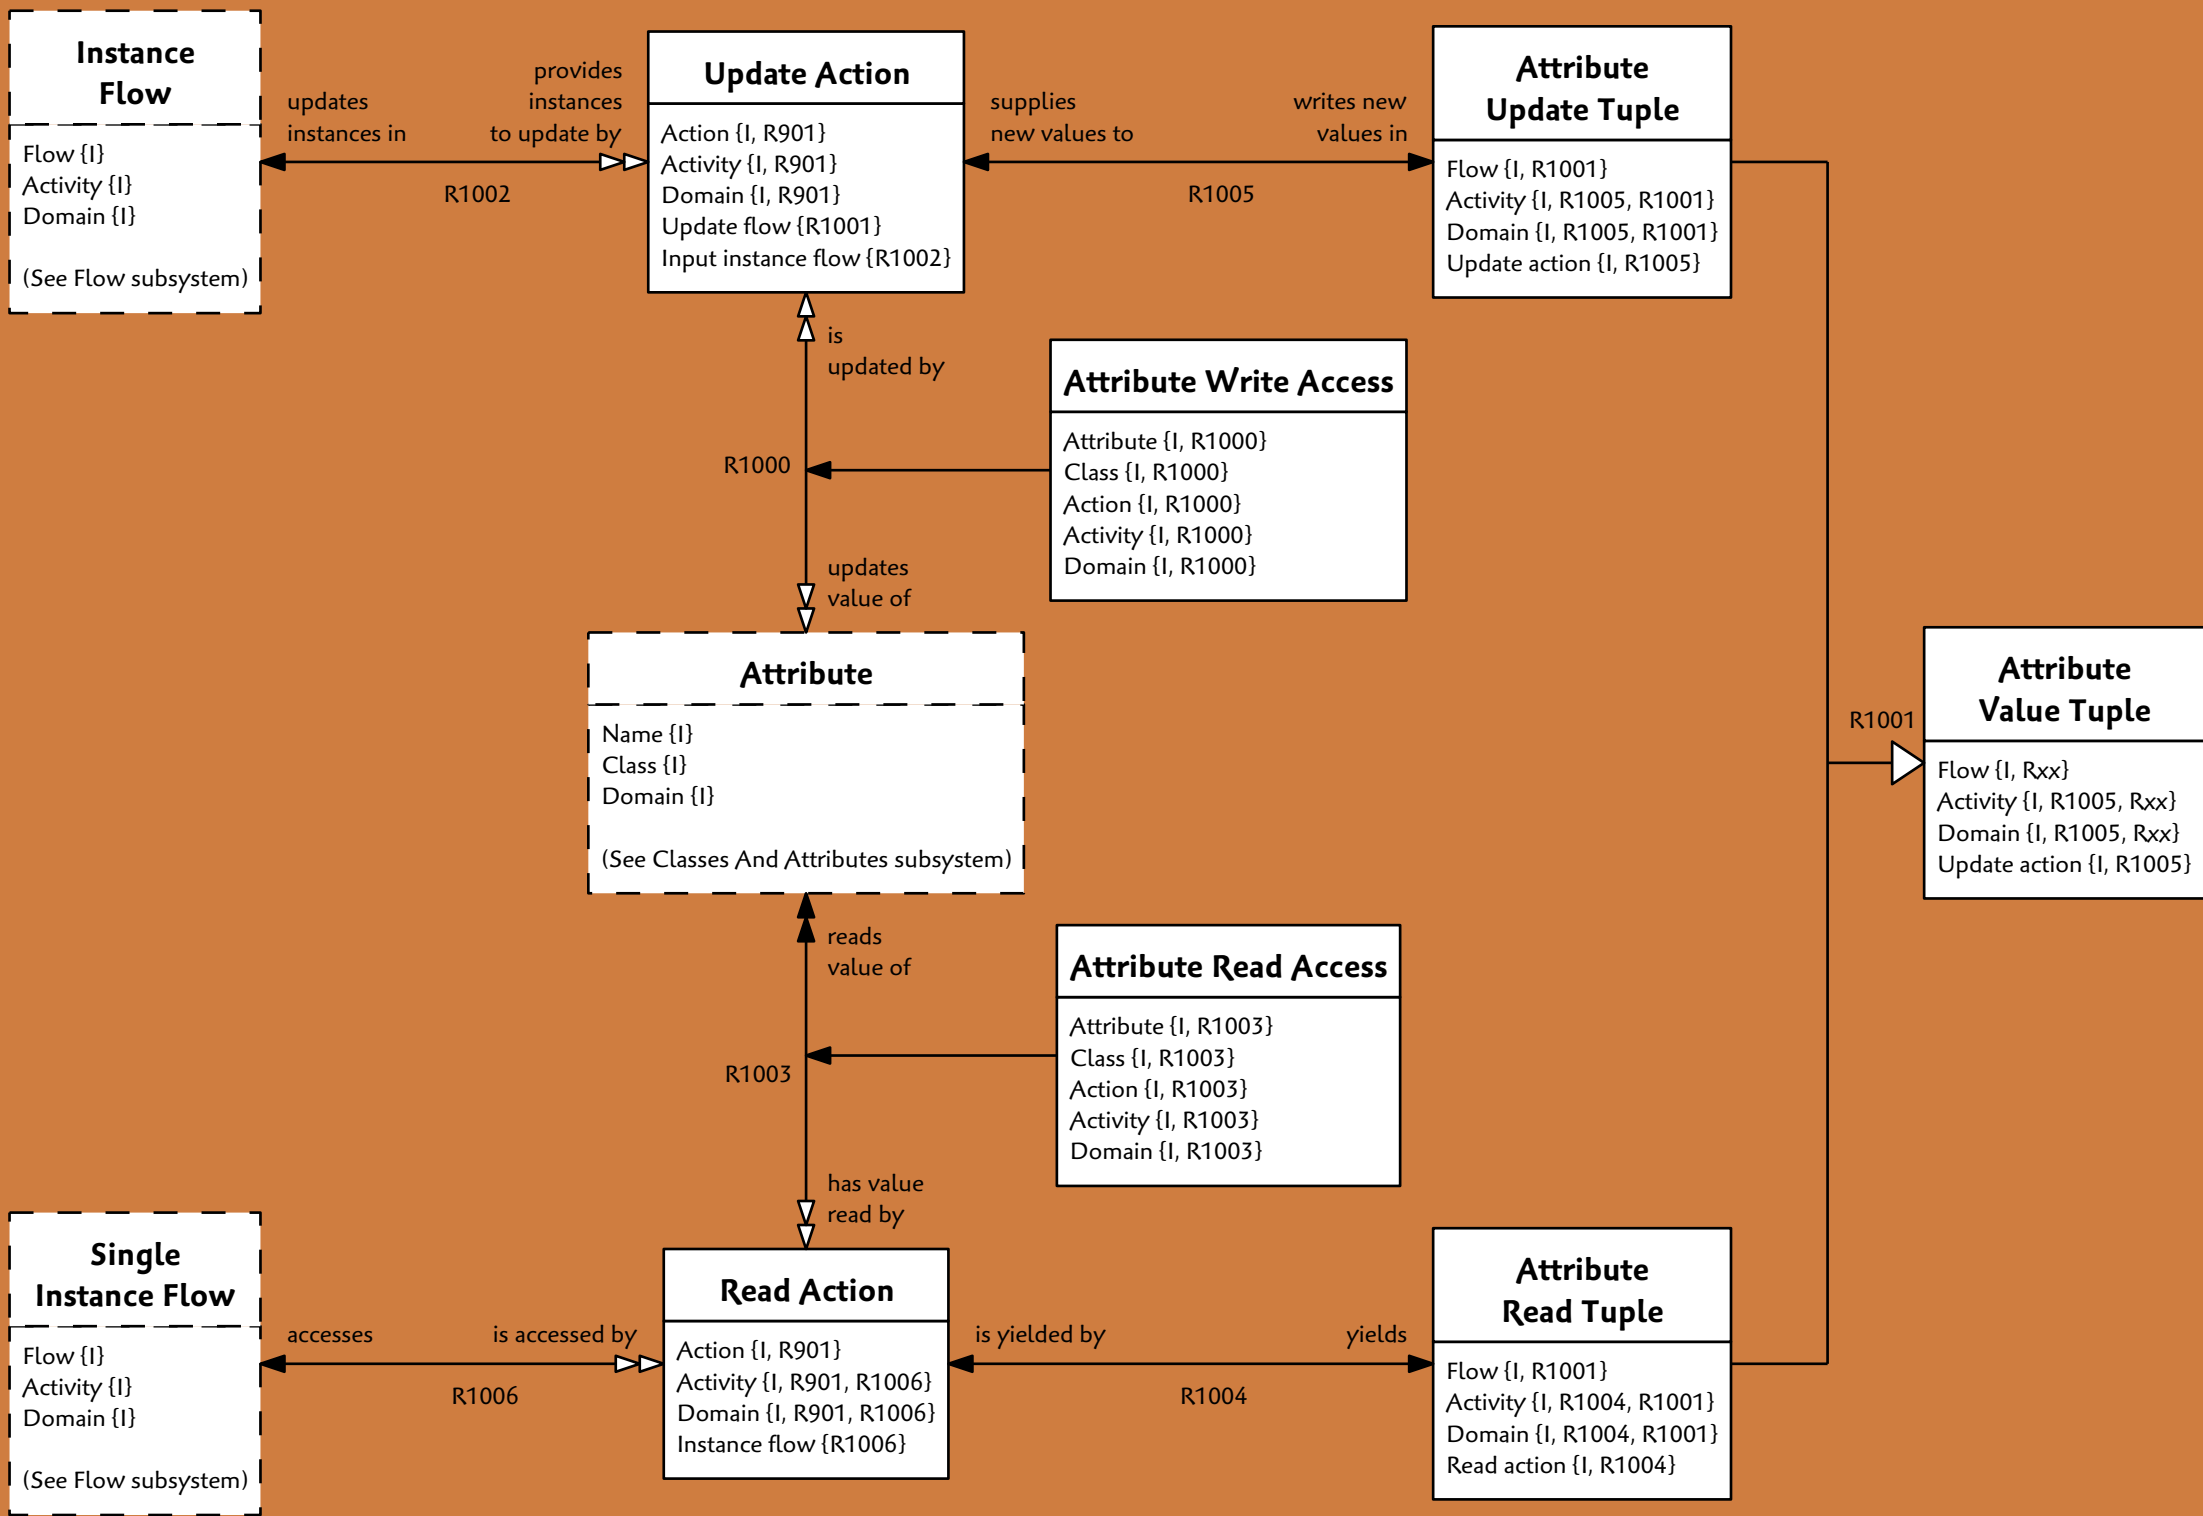 Instance
Flow
Flow {I}
Activity {I}
Domain {I}
(See Flow subsystem)
updates
instances in
provides
instances
to update by
R1002
Update Action
Action {I, R901}
Activity {I, R901}
Domain {I, R901}
Update flow {R1001}
Input instance flow {R1002}
supplies
new values to
writes new
values in
R1005
Attribute
Update Tuple
Flow {I, R1001}
Activity {I, R1005, R1001}
Domain {I, R1005, R1001}
Update action {I, R1005}
is
updated by
R1000
updates
value of
Attribute Write Access
Attribute {I, R1000}
Class {I, R1000}
Action {I, R1000}
Activity {I, R1000}
Domain {I, R1000}
Attribute
Name {I}
Class {I}
Domain {I}
(See Classes And Attributes subsystem)
R1001
Attribute
Value Tuple
Flow {I, Rxx}
Activity {I, R1005, Rxx}
Domain {I, R1005, Rxx}
Update action {I, R1005}
reads
value of
R1003
has value
read by
Attribute Read Access
Attribute {I, R1003}
Class {I, R1003}
Action {I, R1003}
Activity {I, R1003}
Domain {I, R1003}
Single
Instance Flow
Flow {I}
Activity {I}
Domain {I}
(See Flow subsystem)
accesses
is accessed by
R1006
Read Action
Action {I, R901}
Activity {I, R901, R1006}
Domain {I, R901, R1006}
Instance flow {R1006}
is yielded by
yields
R1004
Attribute
Read Tuple
Flow {I, R1001}
Activity {I, R1004, R1001}
Domain {I, R1004, R1001}
Read action {I, R1004}